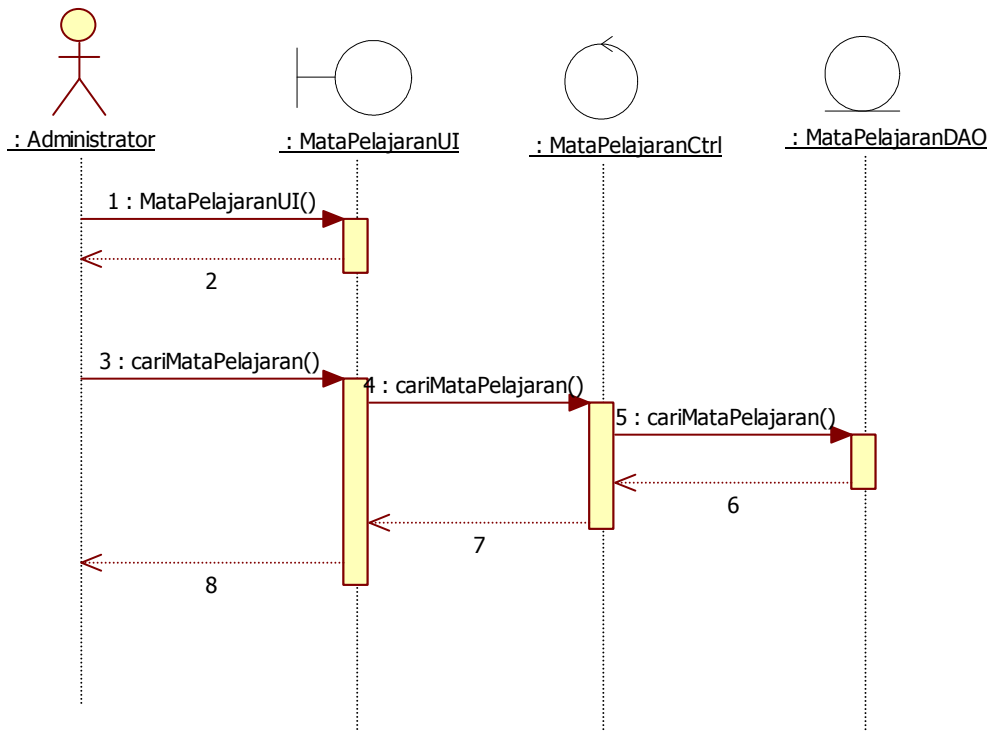 : Administrator
: MataPelajaranUI
: MataPelajaranCtrl
: MataPelajaranDAO
1 : MataPelajaranUI()
2
3 : cariMataPelajaran()
4 : cariMataPelajaran()
5 : cariMataPelajaran()
6
7
8